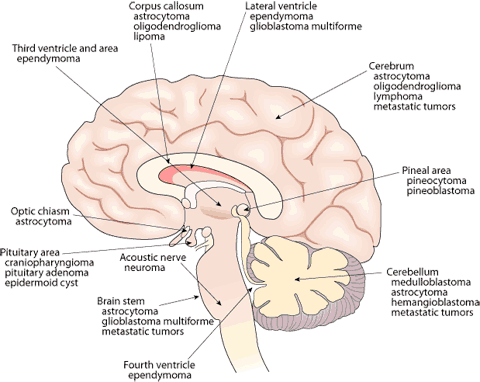 Corpus callosum
astrocytoma
oligodendroglioma
lipoma
Lateral ventricle
ependymoma
glioblastoma multiforme
Third ventricle and area
ependymoma
Cerebrum
astrocytoma
oligodendroglioma
lymphoma
metastatic tumors
Pineal area
pineocytoma
pineoblastoma
Optic chiasm
astrocytoma
Pituitary area
craniopharyngioma
pituitary adenoma
epidermoid cyst
Acoustic nerve
neuroma
Cerebellum
medulloblastoma
astrocytoma
hemangioblastoma
metastatic tumors
Brain stem
astrocytoma
glioblastoma multiforme
metastatic tumors
Fourth ventricle
ependymoma